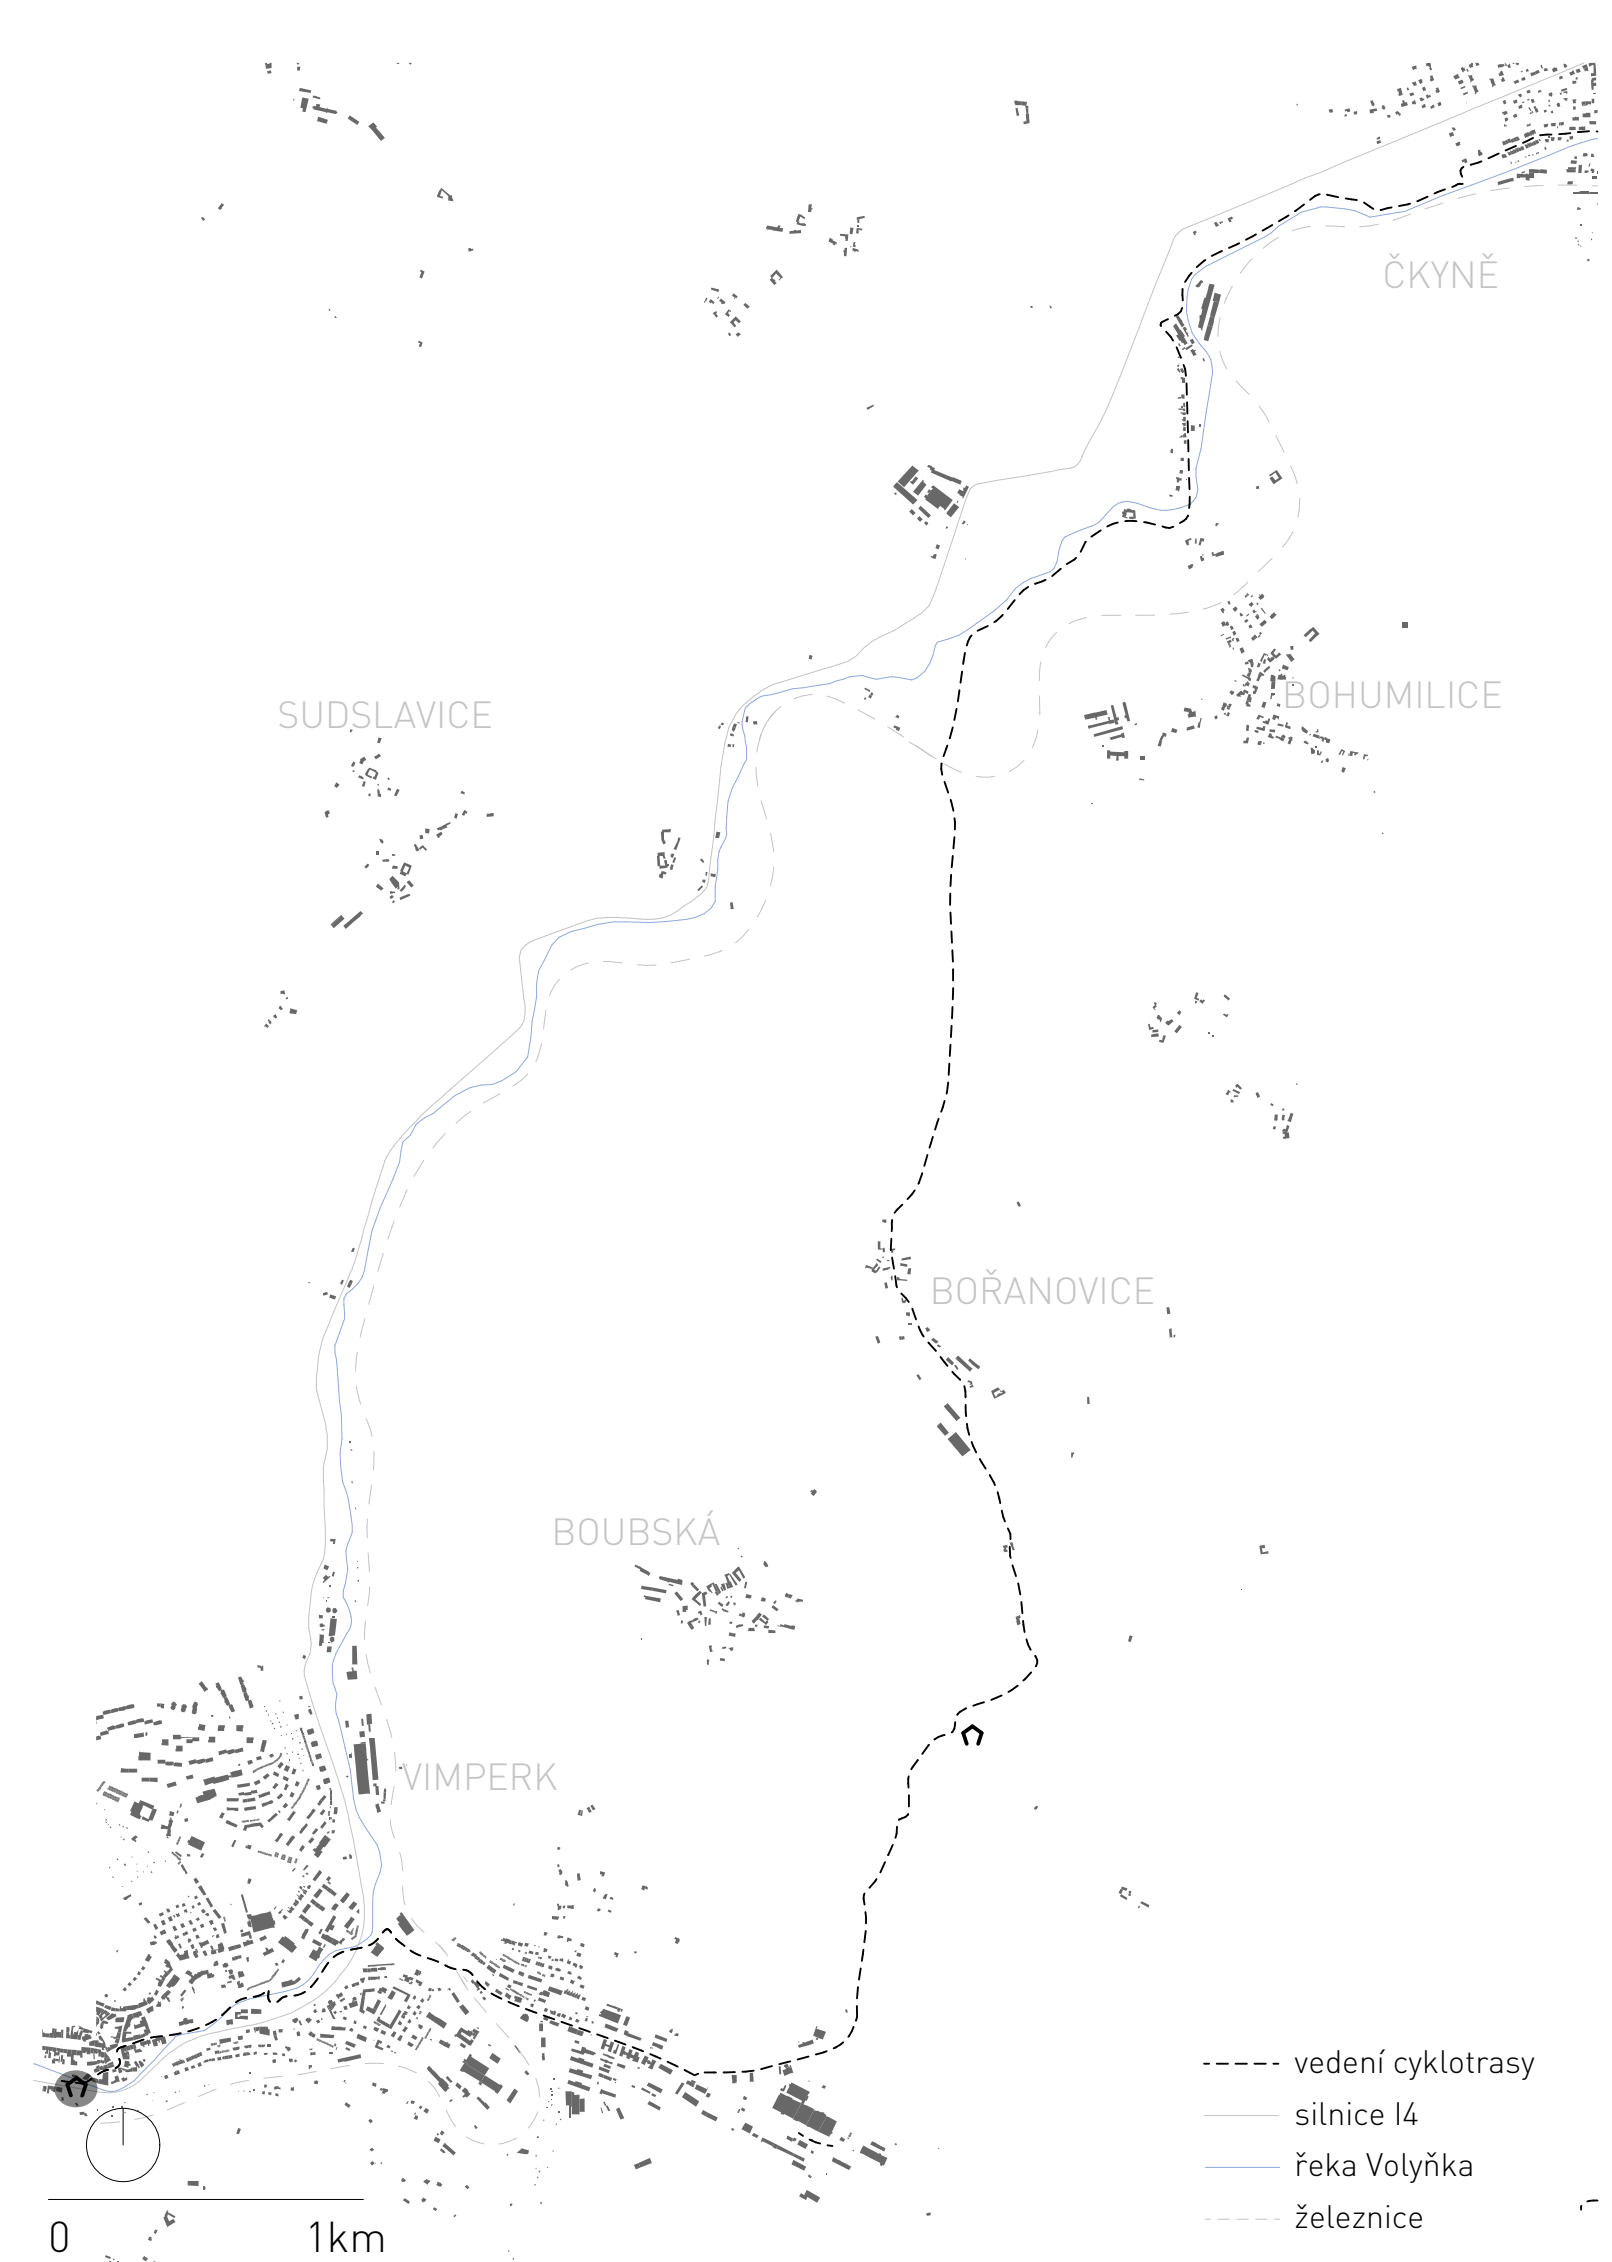 ČKYNĚ
BOHUMILICE
SUDSLAVICE
BOŘANOVICE
BOUBSKÁ
VIMPERK
vedení cyklotrasy
silnice I4
řeka Volyňka
železnice
0 1km